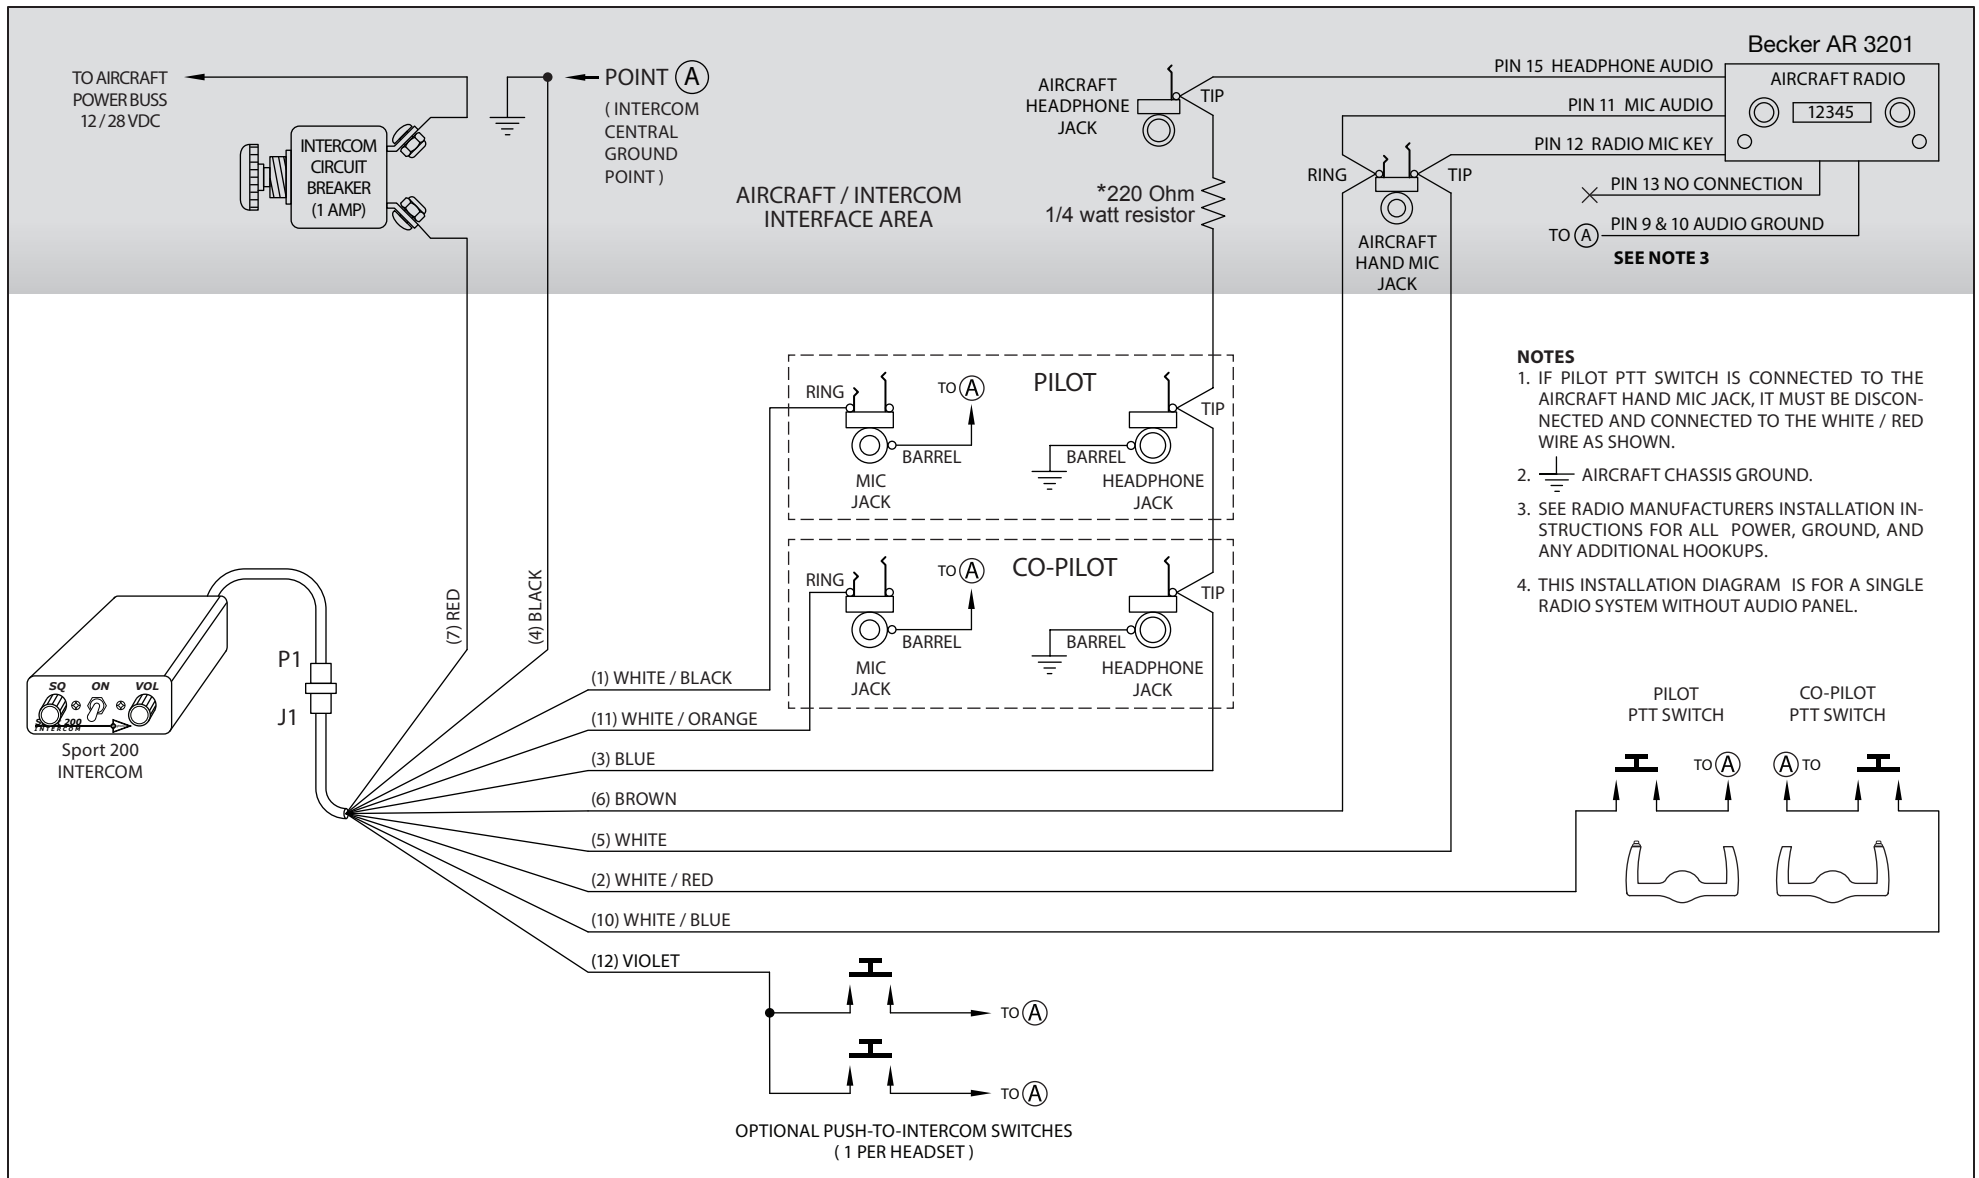 Becker AR 3201
TO AIRCRAFT
POWER BUSS
12 / 28 VDC
POINT A
( INTERCOM
CENTRAL
GROUND
POINT )
INTERCOM
CIRCUIT
BREAKER
(1 AMP)
AIRCRAFT / INTERCOM
INTERFACE AREA
AIRCRAFT
HEADPHONE
JACK
TIP
*220 Ohm
1/4 watt resistor
PIN 15 HEADPHONE AUDIO
PIN 11 MIC AUDIO
PIN 12 RADIO MIC KEY
AIRCRAFT RADIO
12345
RING
TIP
AIRCRAFT
HAND MIC
JACK
PIN 13 NO CONNECTION
TO A PIN 9 & 10 AUDIO GROUND
SEE NOTE 3
PILOT
RING
TO A
BARREL
MIC
JACK
TIP
BARREL
HEADPHONE
JACK
CO-PILOT
RING
TO A
BARREL
MIC
JACK
TIP
BARREL
HEADPHONE
JACK
NOTES
1. IF PILOT PTT SWITCH IS CONNECTED TO THE
AIRCRAFT HAND MIC JACK, IT MUST BE DISCON-
NECTED AND CONNECTED TO THE WHITE / RED
WIRE AS SHOWN.
2. AIRCRAFT CHASSIS GROUND.
3. SEE RADIO MANUFACTURERS INSTALLATION IN-
STRUCTIONS FOR ALL POWER, GROUND, AND
ANY ADDITIONAL HOOKUPS.
4. THIS INSTALLATION DIAGRAM IS FOR A SINGLE
RADIO SYSTEM WITHOUT AUDIO PANEL.
(7) RED
(4) BLACK
P1
J1
SQ ON VOL
200
INTERCOM
Sport 200
INTERCOM
(1) WHITE / BLACK
(11) WHITE / ORANGE
(3) BLUE
(6) BROWN
(5) WHITE
(2) WHITE / RED
(10) WHITE / BLUE
(12) VIOLET
PILOT
PTT SWITCH
TO A
CO-PILOT
PTT SWITCH
A TO
TO A
TO A
OPTIONAL PUSH-TO-INTERCOM SWITCHES
( 1 PER HEADSET )